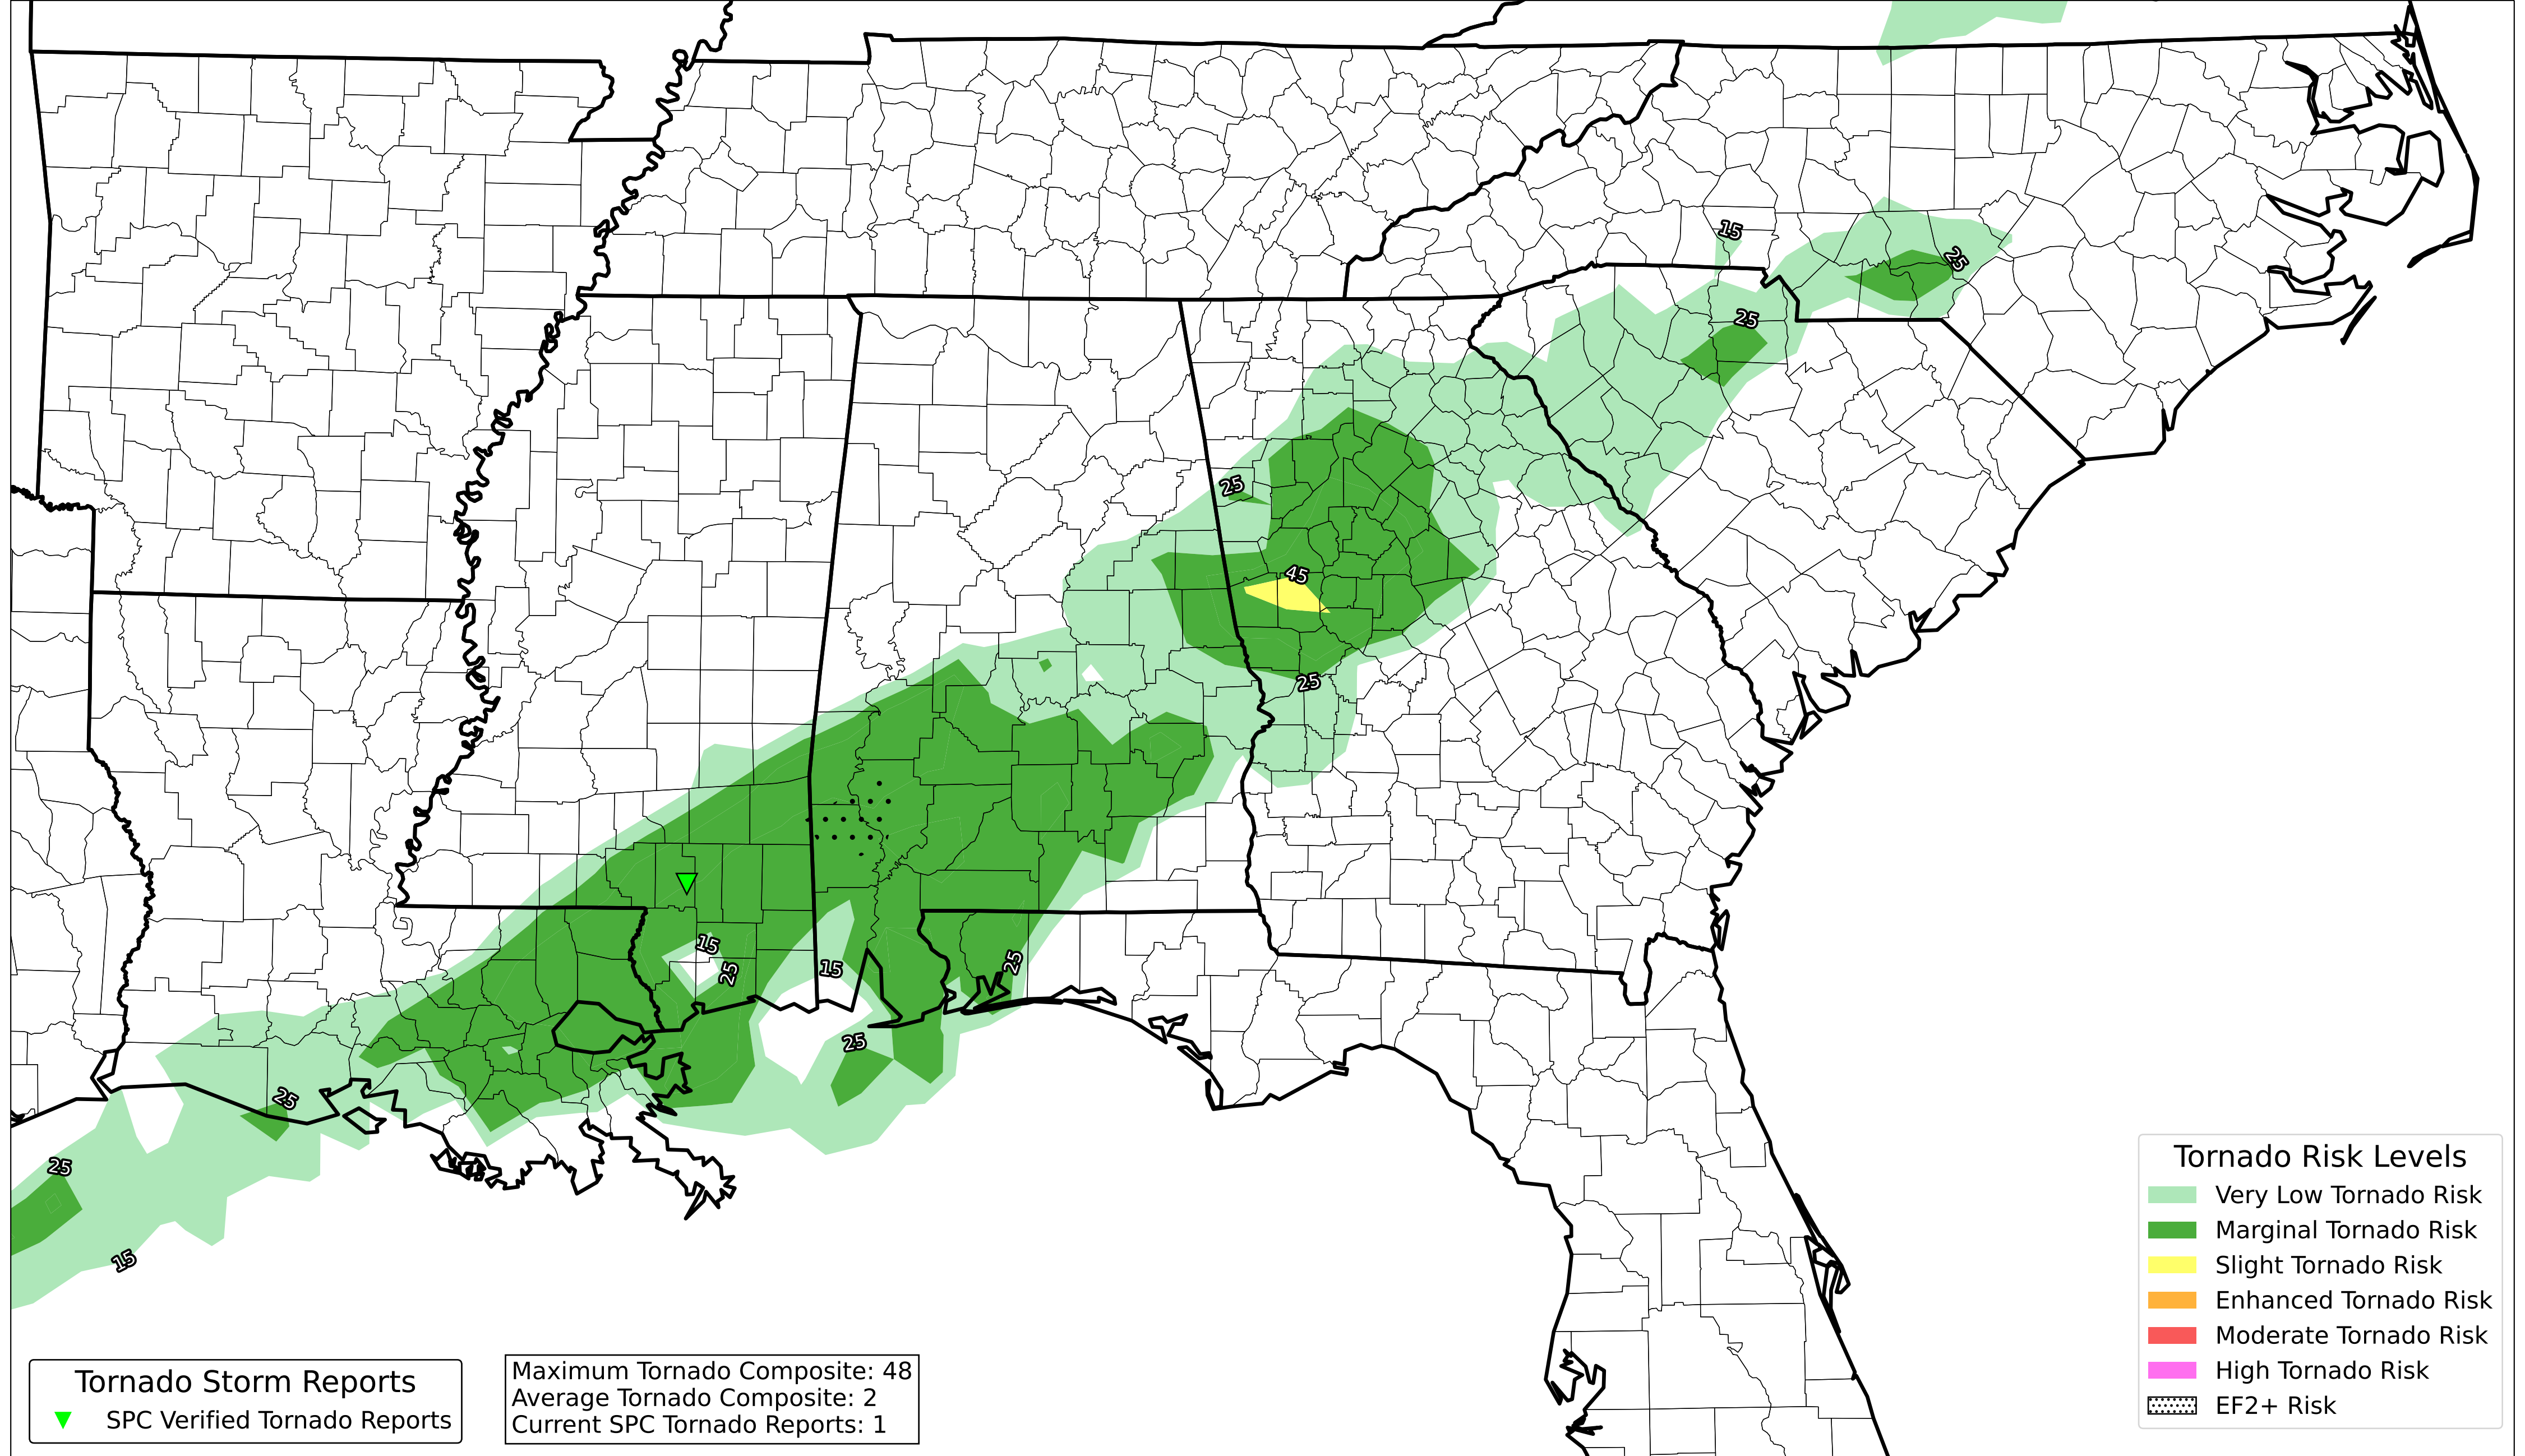 15
25
25
25
45
25
15
25
15
25
25
25
25
15
Tornado Storm Reports
SPC Verified Tornado Reports
Maximum Tornado Composite: 48
Average Tornado Composite: 2
Current SPC Tornado Reports: 1
Tornado Risk Levels
Very Low Tornado Risk
Marginal Tornado Risk
Slight Tornado Risk
Enhanced Tornado Risk
Moderate Tornado Risk
High Tornado Risk
EF2+ Risk